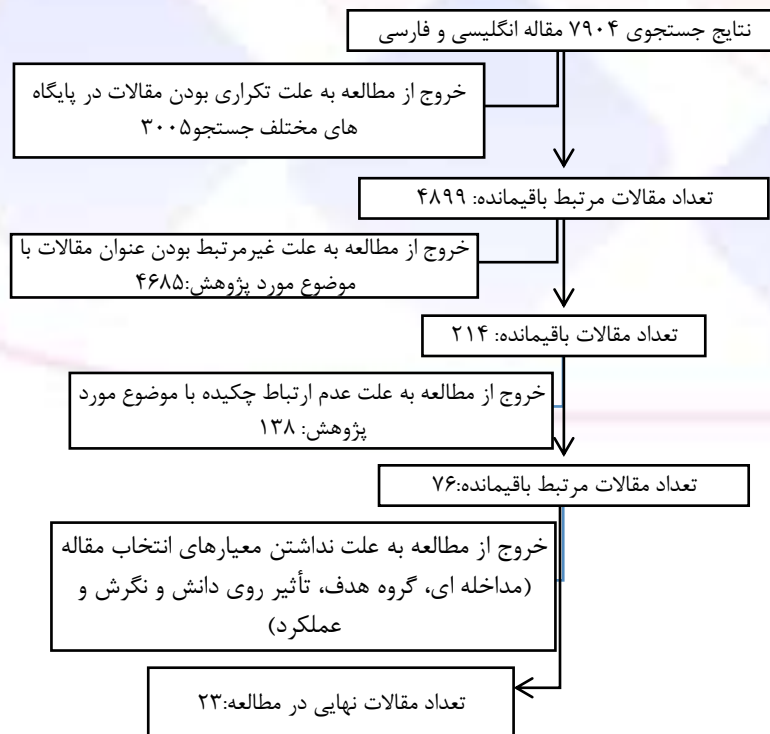 نتایج جستجوی ۷۹۰۴ مقاله انگلیسی و فارسی
خروج از مطالعه به علت تکراری بودن مقالات در پایگاه
های مختلف جستجو۳۰۰۵
تعداد مقالات مرتبط باقیمانده: ۴۸۹۹
خروج از مطالعه به علت غیرمرتبط بودن عنوان مقالات با
موضوع مورد پژوهش:۴۶۸۵
تعداد مقالات باقیمانده: ۲۱۴
خروج از مطالعه به علت عدم ارتباط چکیده با موضوع مورد
پژوهش: ۱۳۸
تعداد مقالات مرتبط باقیمانده:۷۶
خروج از مطالعه به علت نداشتن معیارهای انتخاب مقاله
(مداخله ای، گروه هدف، تأثیر روی دانش و نگرش و
عملکرد)
تعداد مقالات نهایی در مطالعه:۲۳